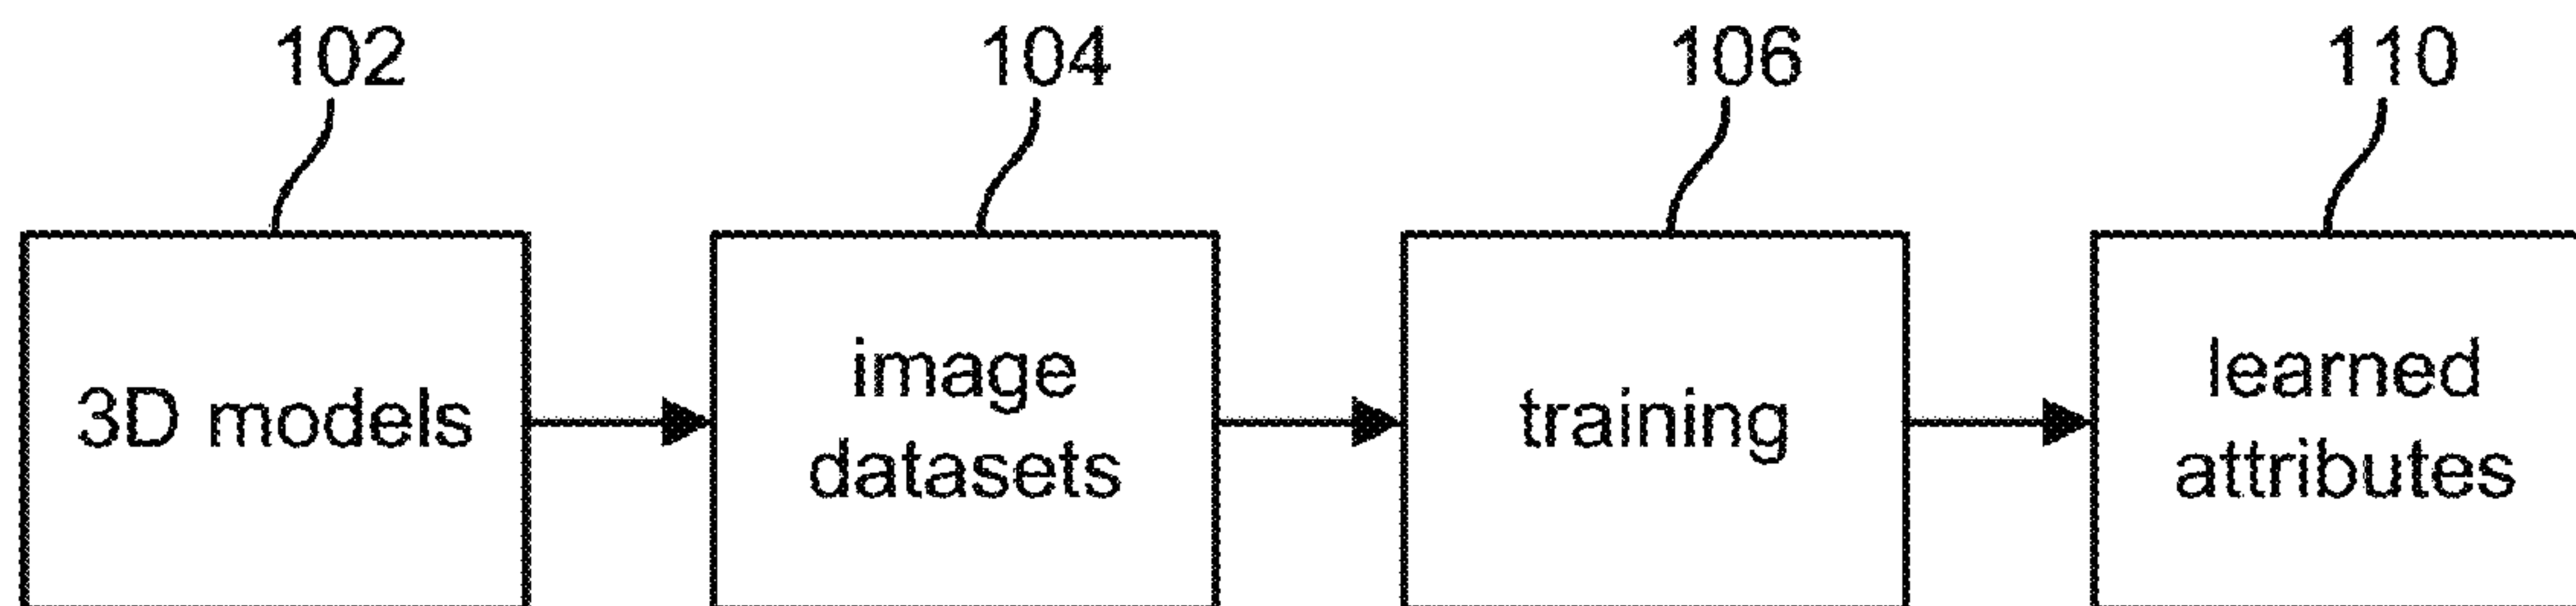 102
104
106
110
3D models
image
datasets
training
learned
attributes